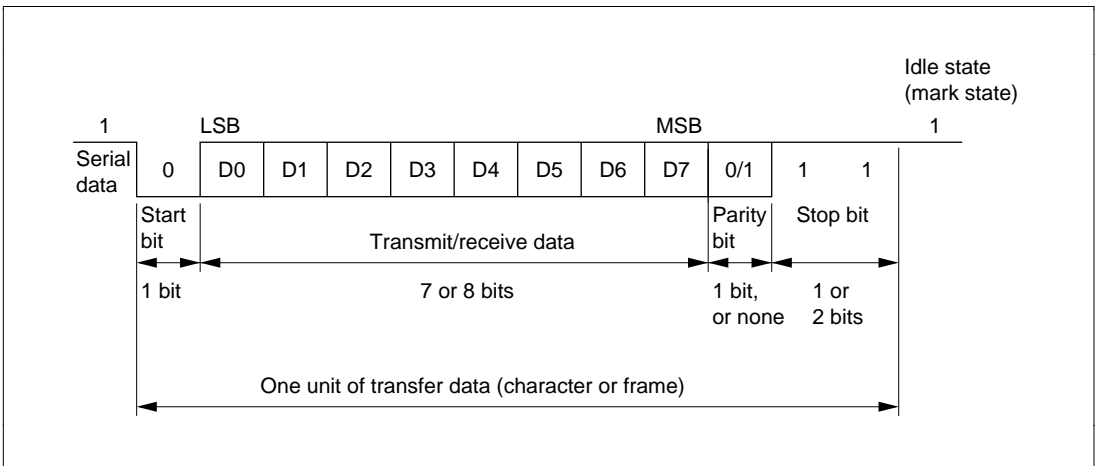 Idle state
(mark state)
1 LSB MSB 1
Serial
data
0 D0 D1 D2 D3 D4 D5 D6 D7 0/1 1 1
Start
bit
Transmit/receive data
Parity
bit
Stop bit
1 bit
7 or 8 bits
1 bit,
or none
1 or
2 bits
One unit of transfer data (character or frame)